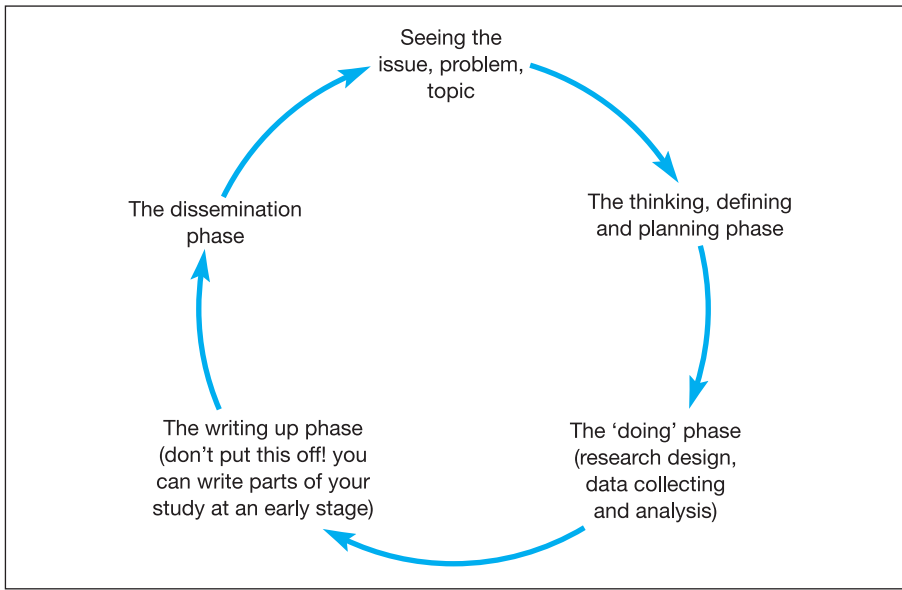 Seeing the
issue, problem,
topic
The thinking, defining
and planning phase
The ‘doing’ phase
(research design,
data collecting
and analysis)
The writing up phase
(don’t put this off! you
can write parts of your
study at an early stage)
The dissemination
phase